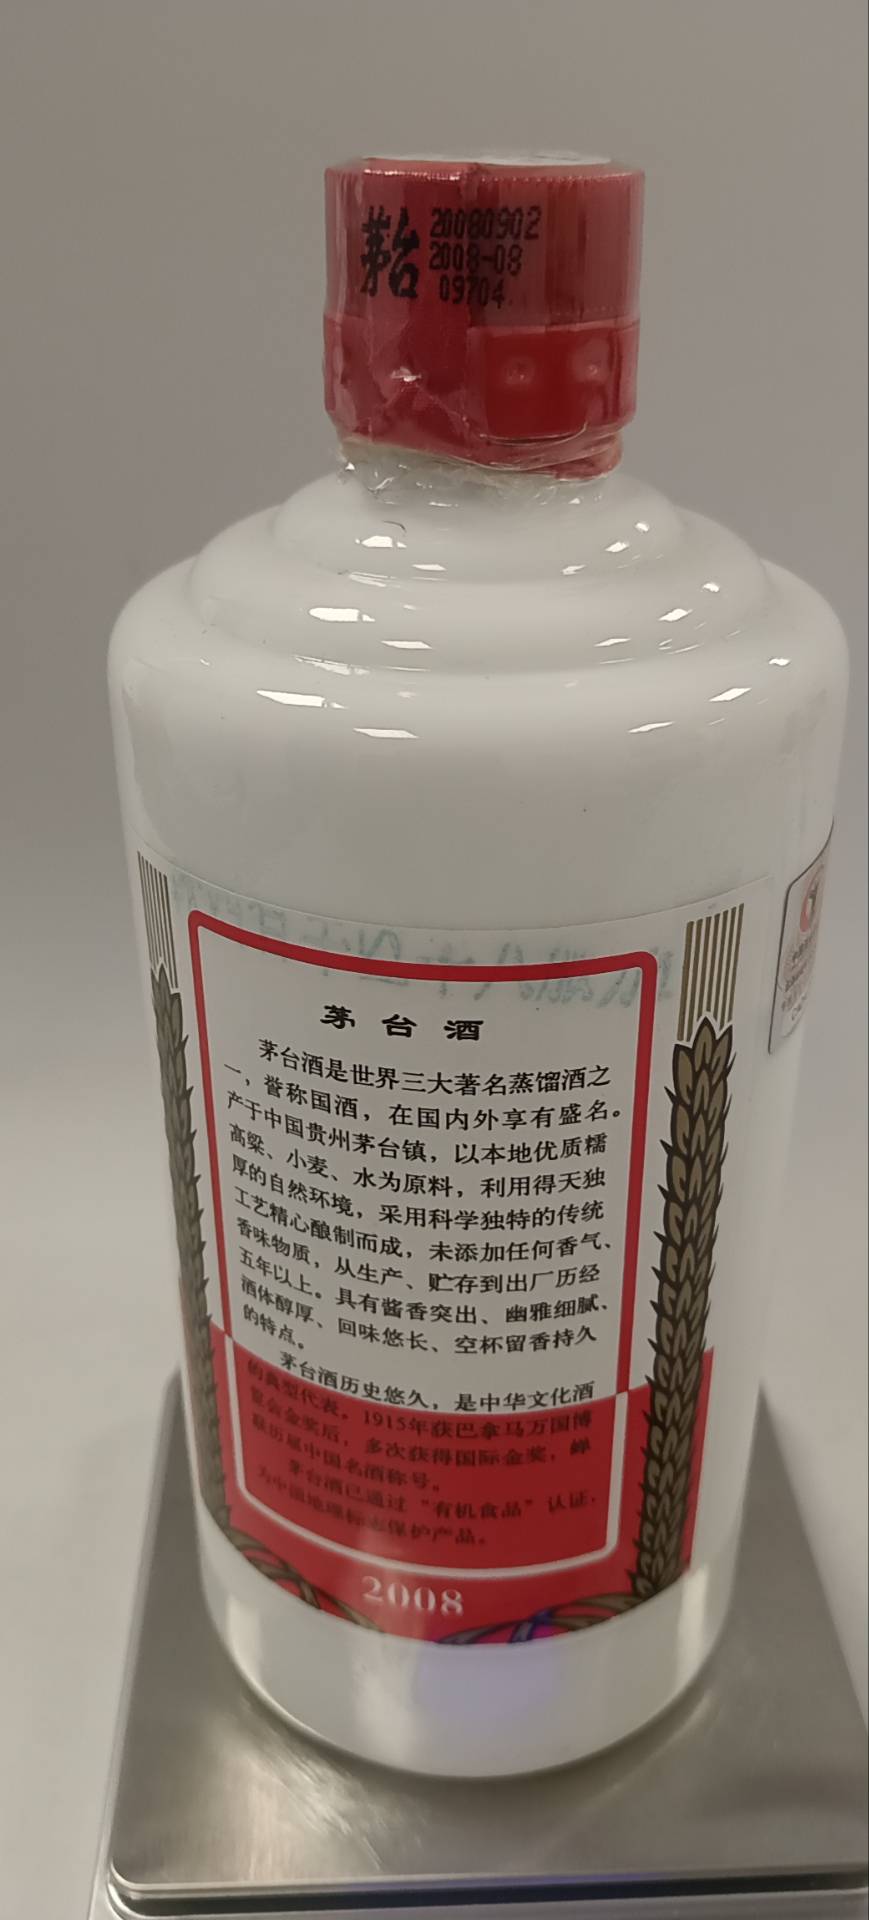 茅台
20080902
2008-08
09704
茅台酒
茅台酒是世界三大著名蒸馏酒之
一，誉称国酒，在国内外享有盛名。
产于中国贵州茅台镇，以本地优质糯
高粱、小麦、水为原料，利用得天独
厚的自然环境，采用科学独特的传统
工艺精心酿制而成，未添加任何香气、
香味物质，从生产、贮存到出厂历经
五年以上。具有酱香突出、幽雅细腻、
酒体醇厚、回味悠长、空杯留香持久
的特点。
茅台酒历史悠久，是中华文化酒
的典型代表。1915年获巴拿马万国博
览会金奖后，多次获得国际金奖，蝉
联历届中国名酒称号。
茅台酒已通过“有机食品”认证，
为中国地理标志保护产品。
2008